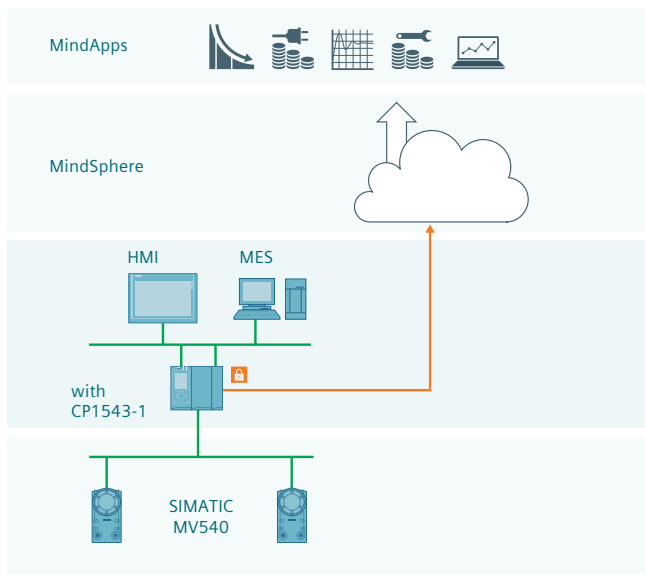 MindApps
MindSphere
HMI
MES
with
CP1543-1
SIMATIC
MV540